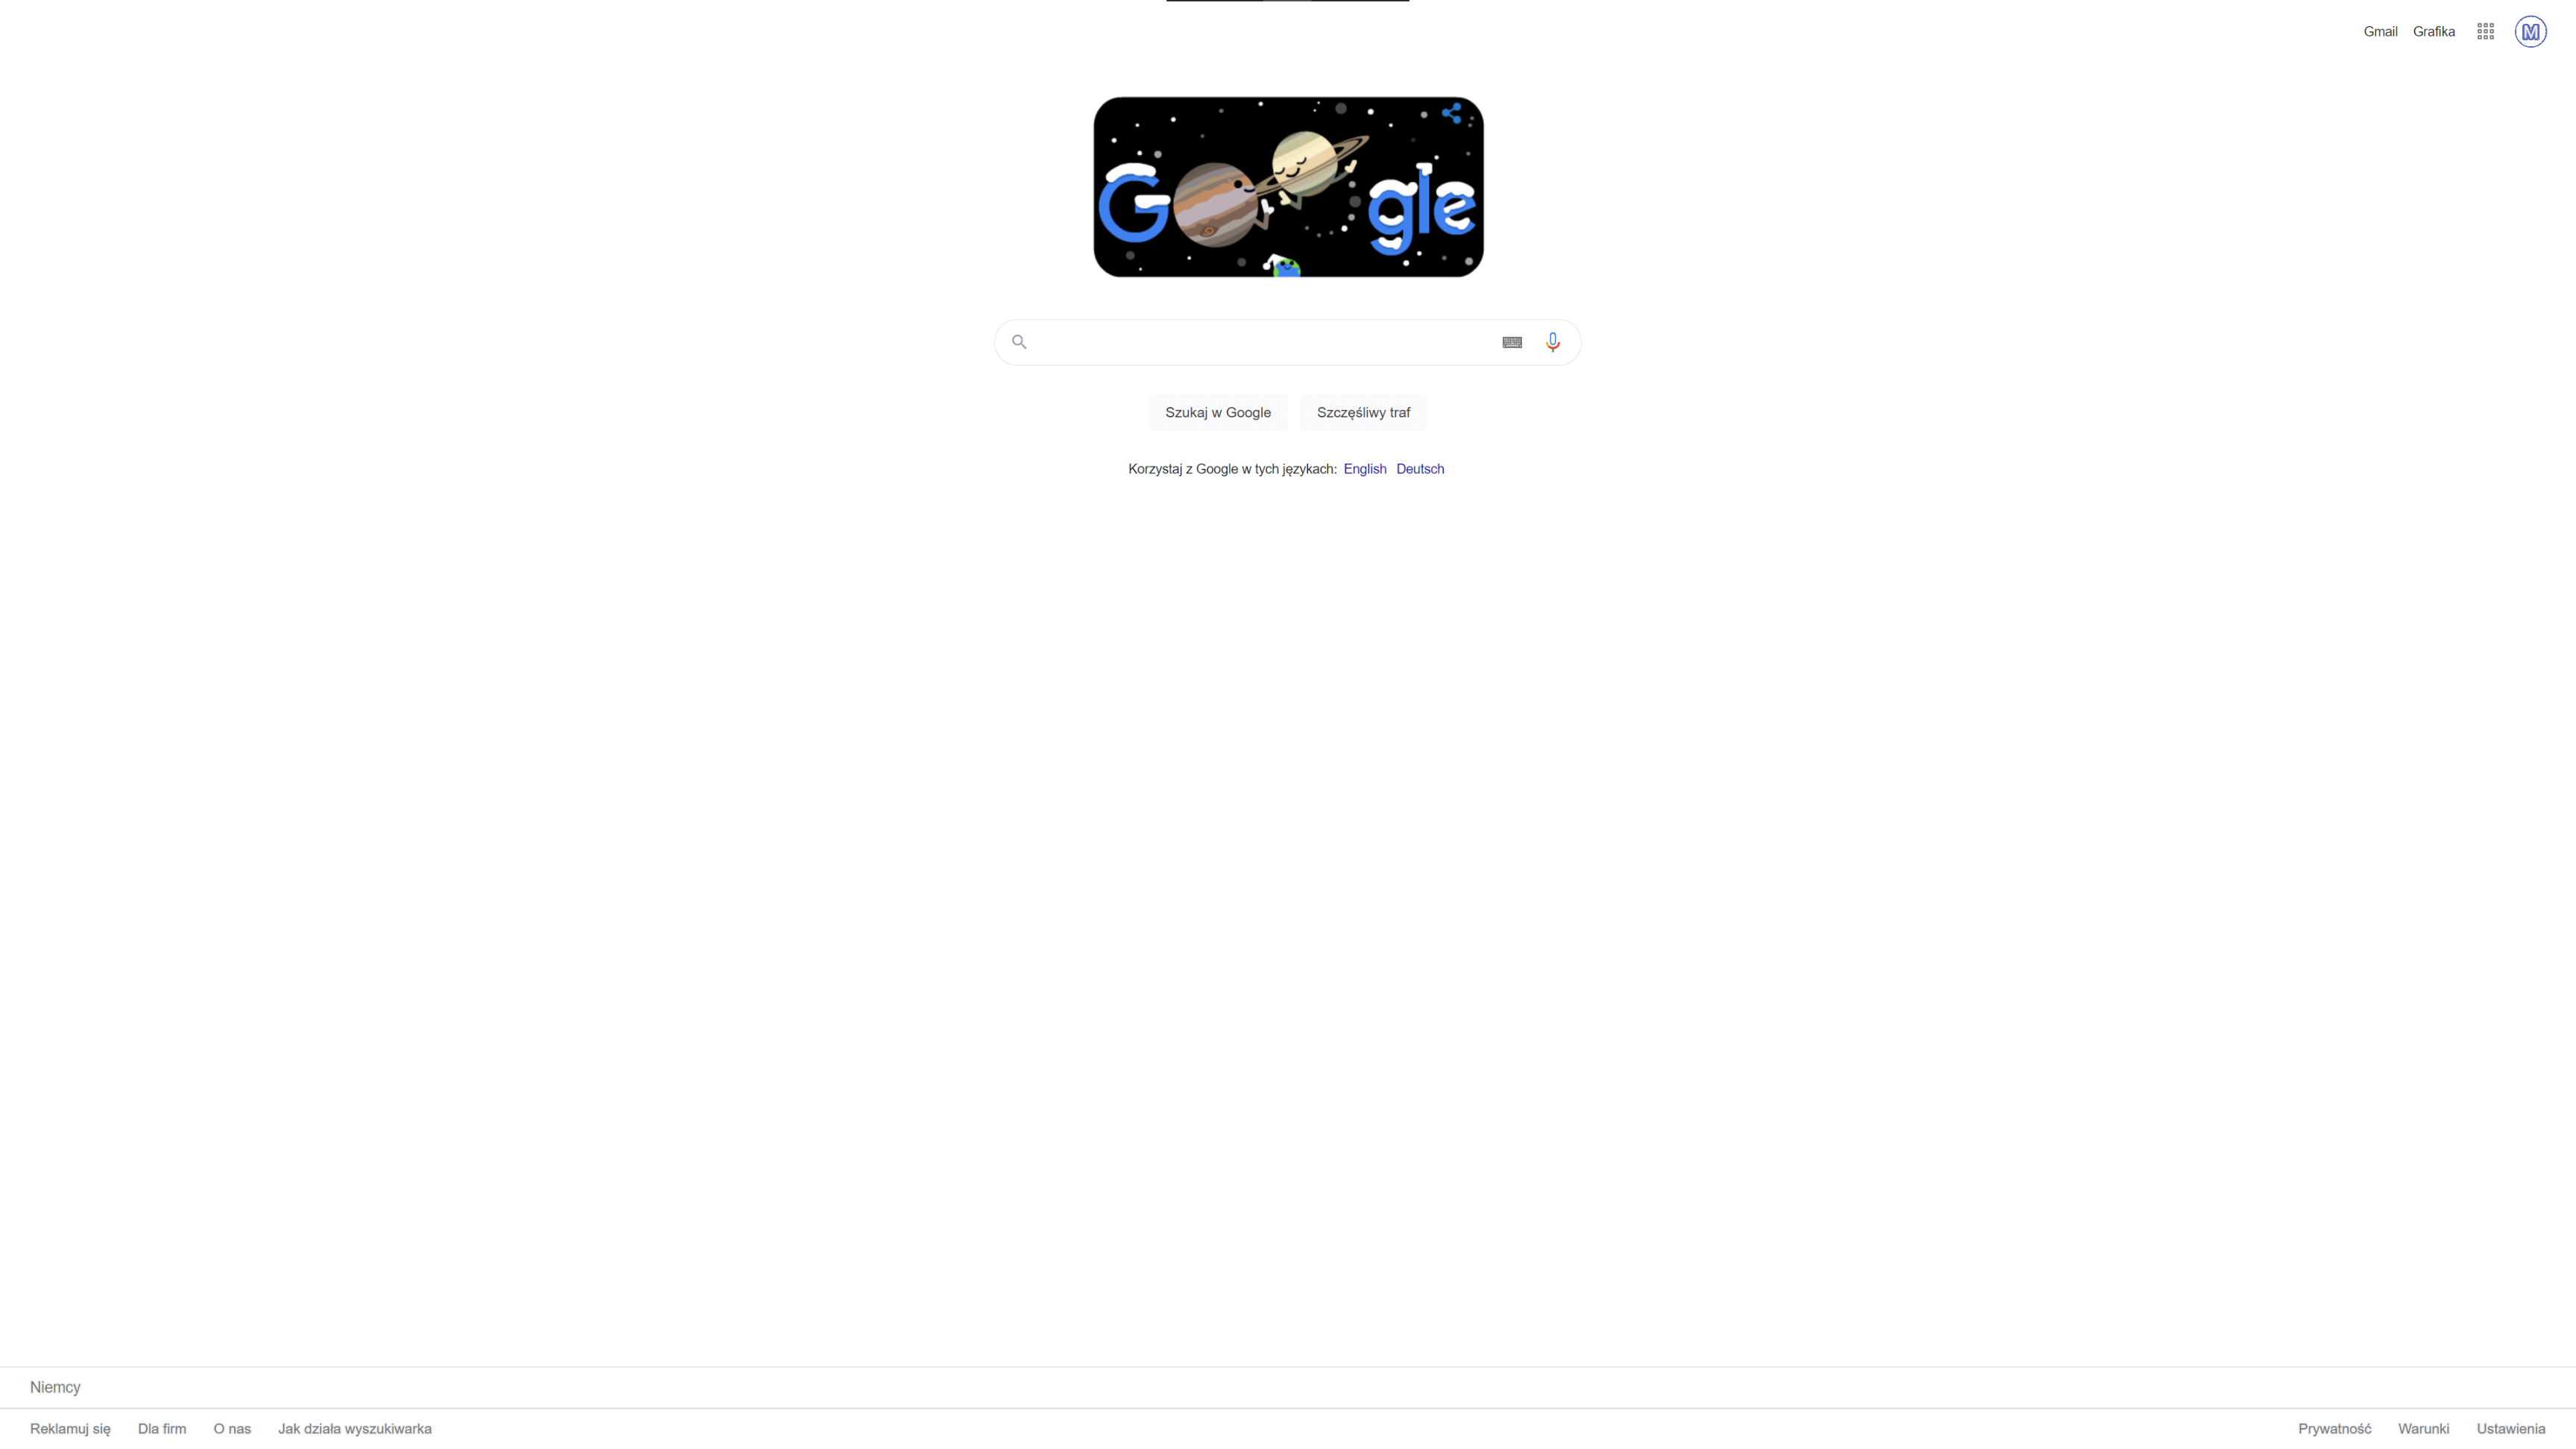 Gmail Grafika M
G gle
Szukaj w Google Szczęśliwy traf
Korzystaj z Google w tych językach: English Deutsch
Niemcy
Reklamuj się Dla firm O nas Jak działa wyszukiwarka Prywatność Warunki Ustawienia